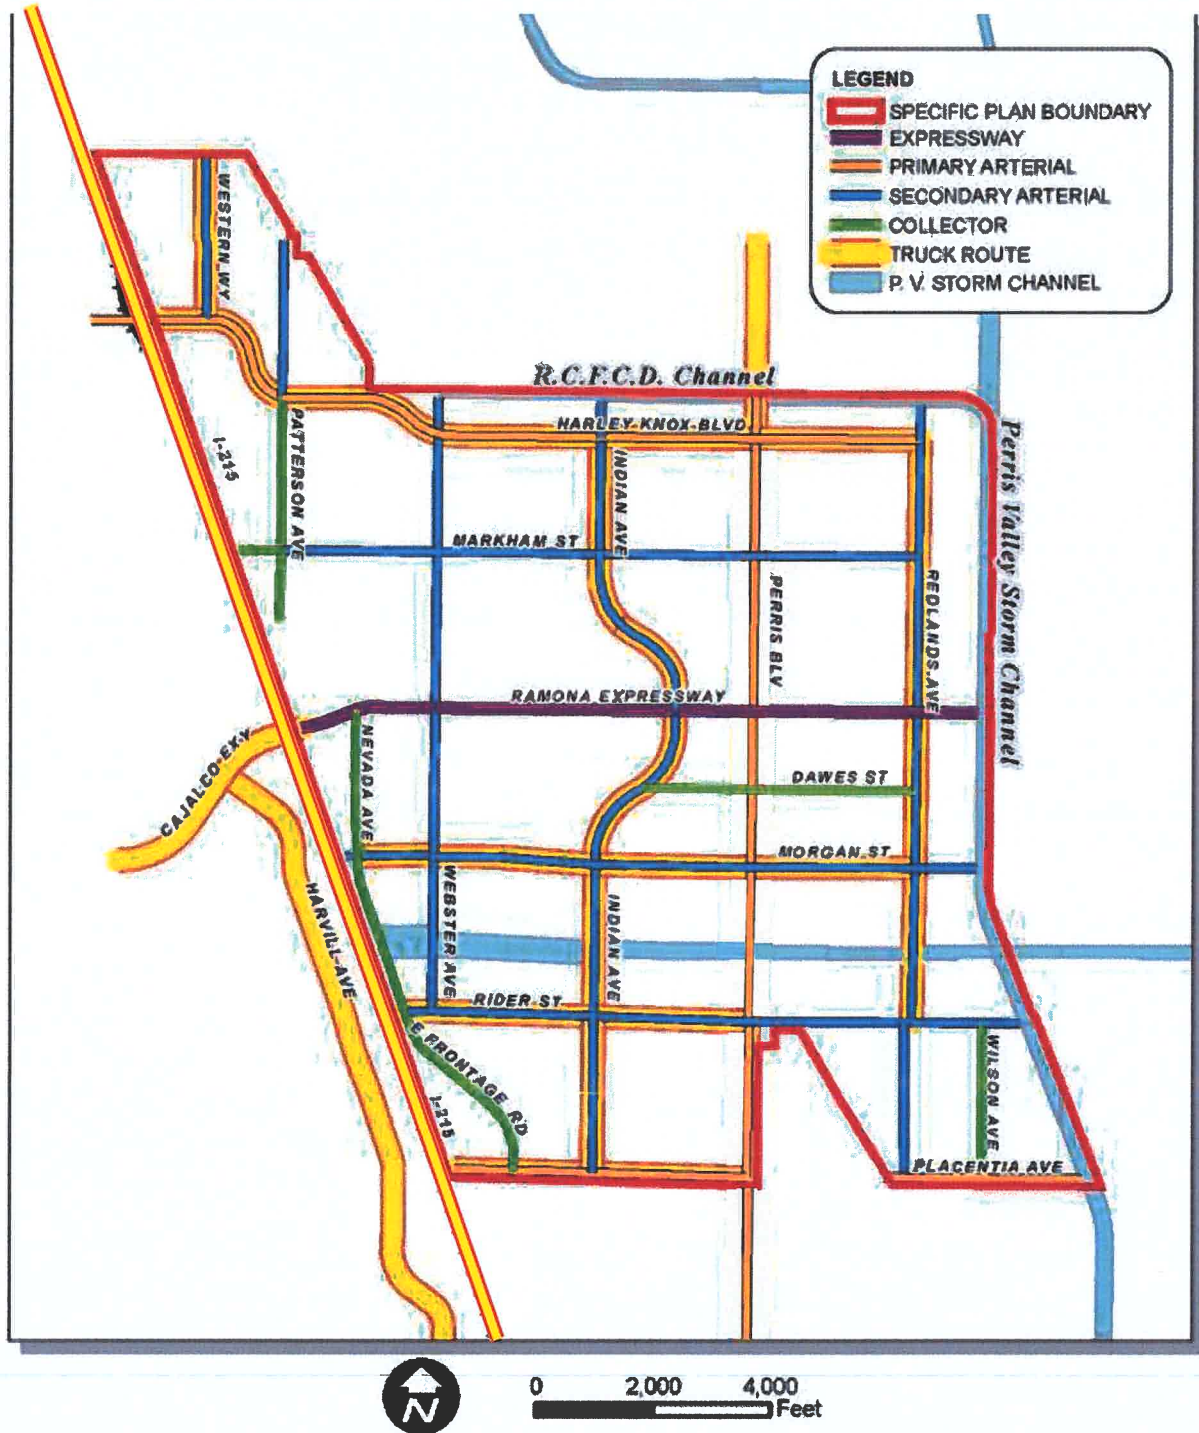 LEGEND
SPECIFIC PLAN BOUNDARY
EXPRESSWAY
PRIMARY ARTERIAL
SECONDARY ARTERIAL
COLLECTOR
TRUCK ROUTE
P. V. STORM CHANNEL
WESTERN WY
R.C.F.C.D. Channel
HARLEY KNOX BLVD
PATTERSON AVE
I-215
INDIAN AVE
Perris Valley Storm Channel
MARKHAM ST
PERRIS BLV
REDLANDS AVE
RAMONA EXPRESSWAY
CAJALCO EXY
NEVADA AVE
DAWES ST
MORGAN ST
HARVILL AVE
WEBSTER AVE
INDIAN AVE
RIDER ST
E FRONTAGE RD
I-215
WILSON AVE
PLACENTIA AVE
N
0 2,000 4,000
Feet